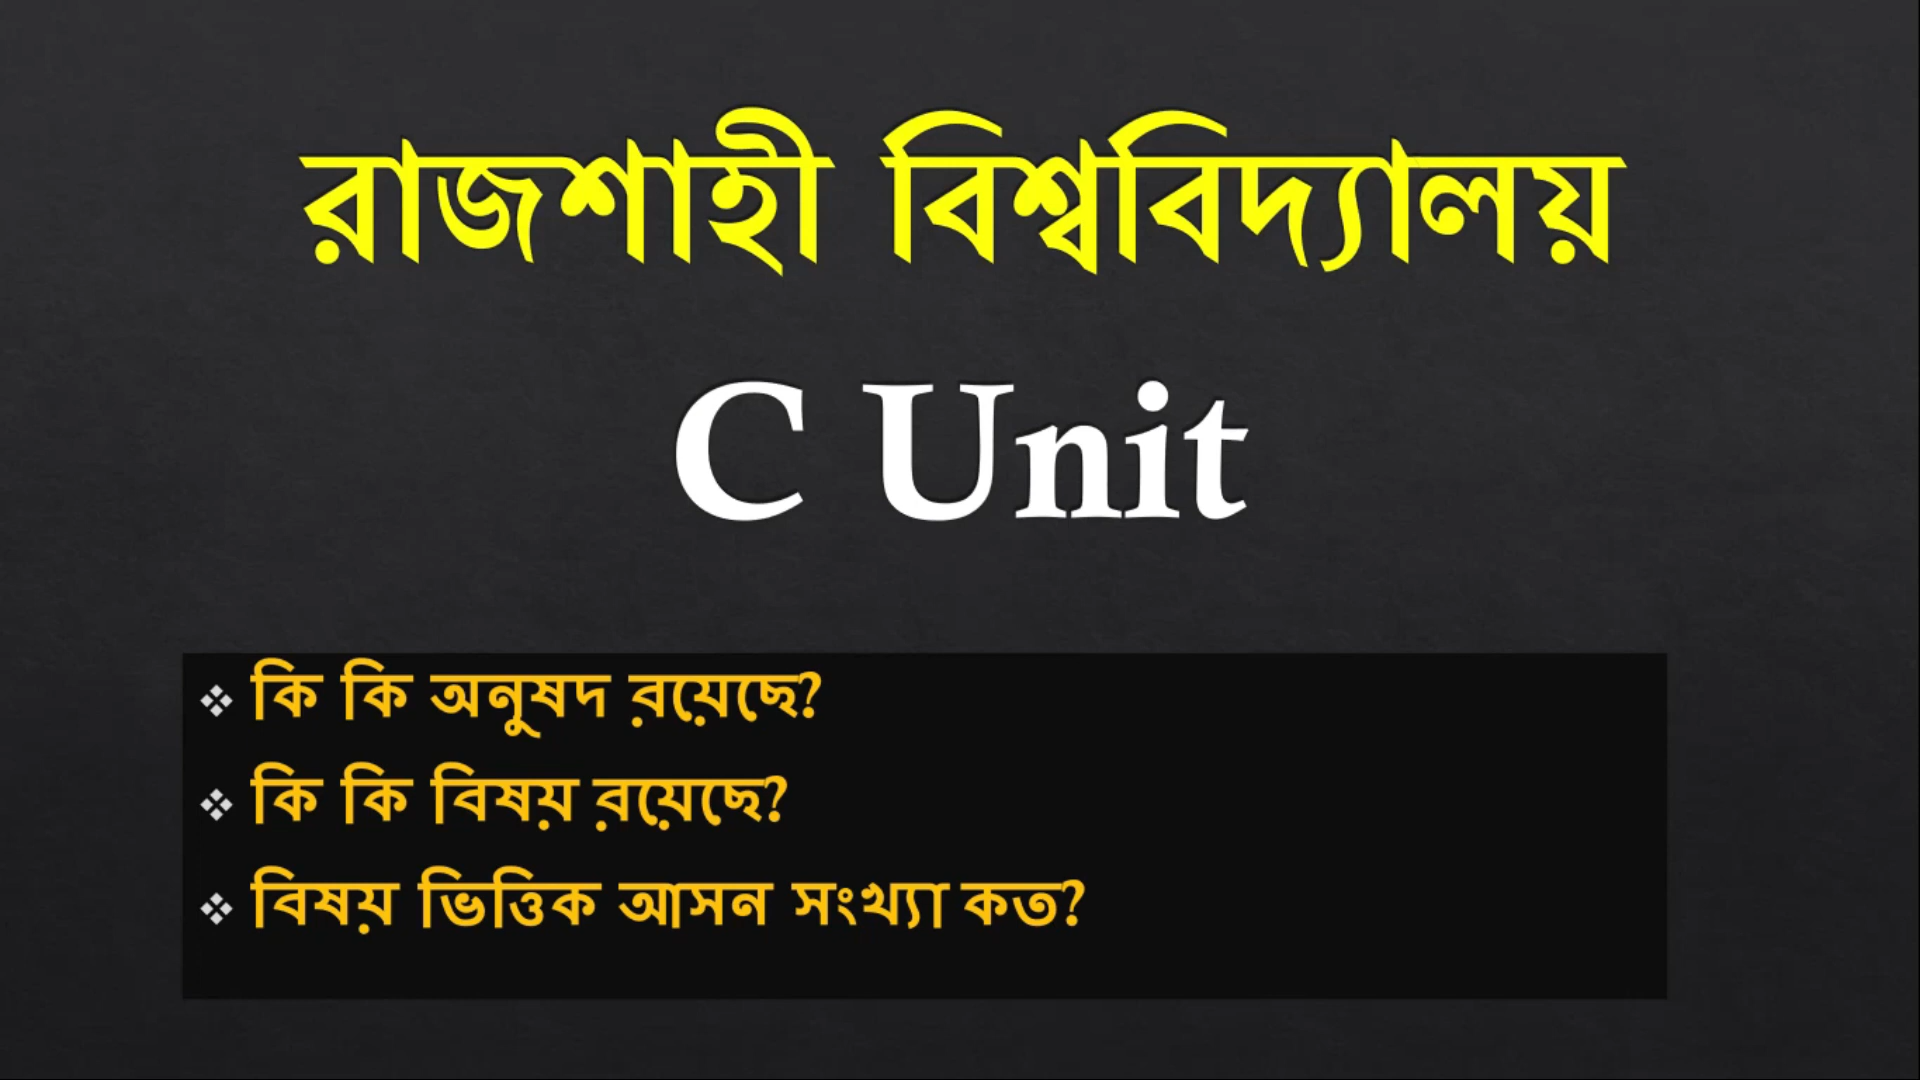 রাজশাহী বিশ্ববিদ্যালয়
C Unit
❖ কি কি অনুষদ রয়েছে?
❖ কি কি বিষয় রয়েছে?
❖ বিষয় ভিত্তিক আসন সংখ্যা কত?